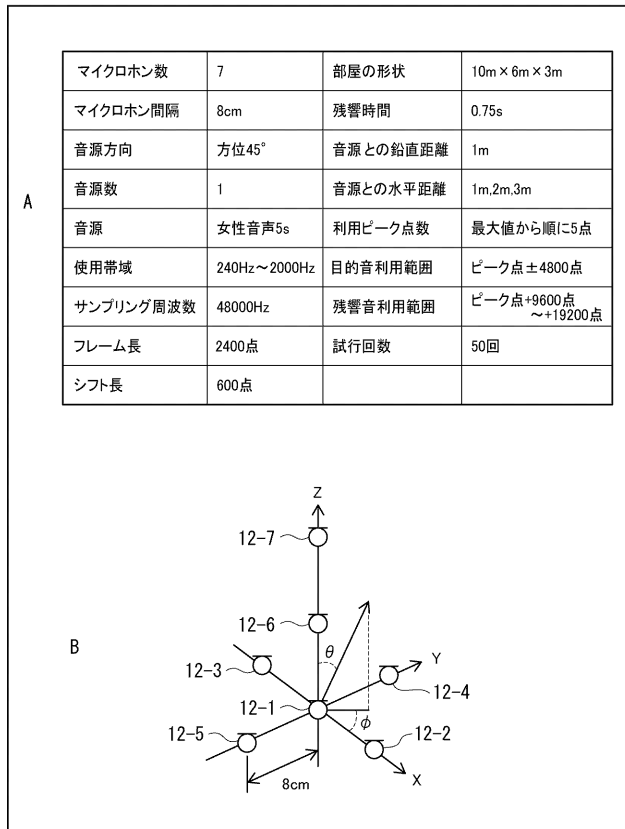 A
マイクロホン数 7 部屋の形状 10m×6m×3m
マイクロホン間隔 8cm 残響時間 0.75s
音源方向 方位45° 音源との鉛直距離 1m
音源数 1 音源との水平距離 1m,2m,3m
音源 女性音声5s 利用ピーク点数 最大値から順に5点
使用帯域 240Hz～2000Hz 目的音利用範囲 ピーク点±4800点
サンプリング周波数 48000Hz 残響音利用範囲 ピーク点+9600点
～+19200点
フレーム長 2400点 試行回数 50回
シフト長 600点
B
Z
12-7
12-6
θ
12-3
Y
12-1
12-4
12-5
φ
12-2
X
8cm